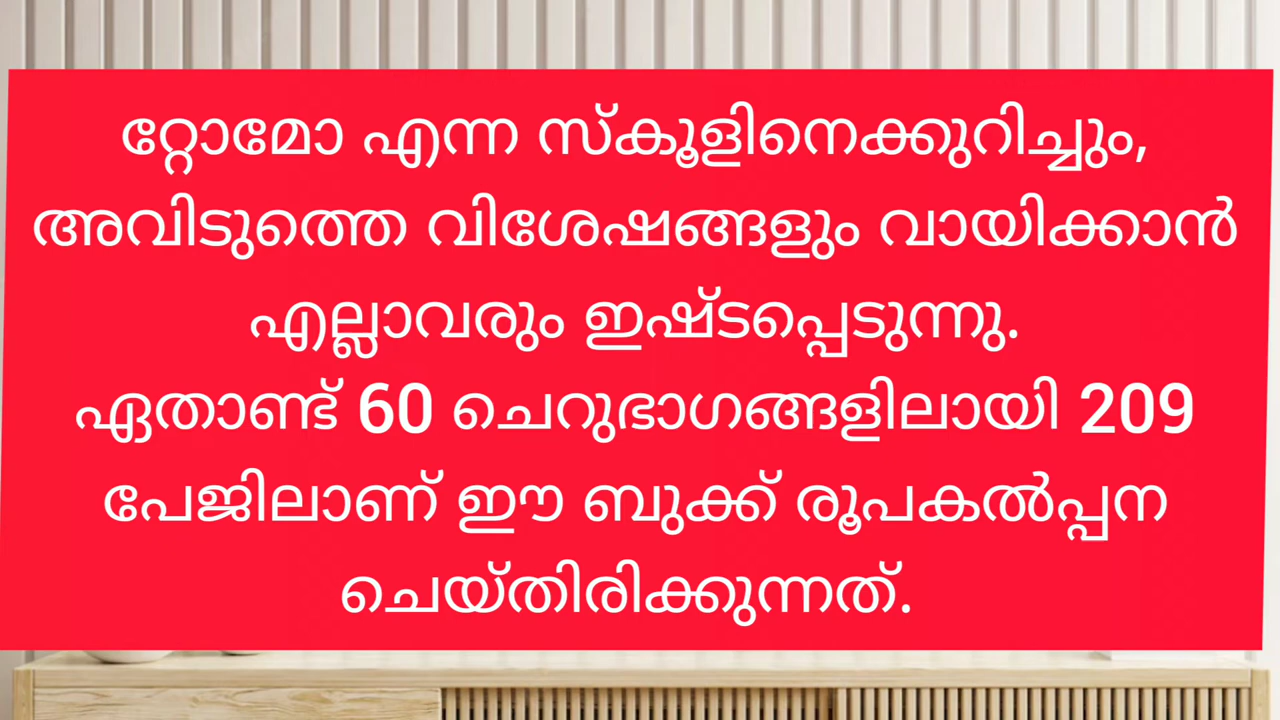 റ്റോമോ എന്ന സ്കൂളിനെക്കുറിച്ചും,
അവിടുത്തെ വിശേഷങ്ങളും വായിക്കാൻ
എല്ലാവരും ഇഷ്ടപ്പെടുന്നു.
ഏതാണ്ട് 60 ചെറുഭാഗങ്ങളിലായി 209
പേജിലാണ് ഈ ബുക്ക് രൂപകൽപ്പന
ചെയ്തിരിക്കുന്നത്.